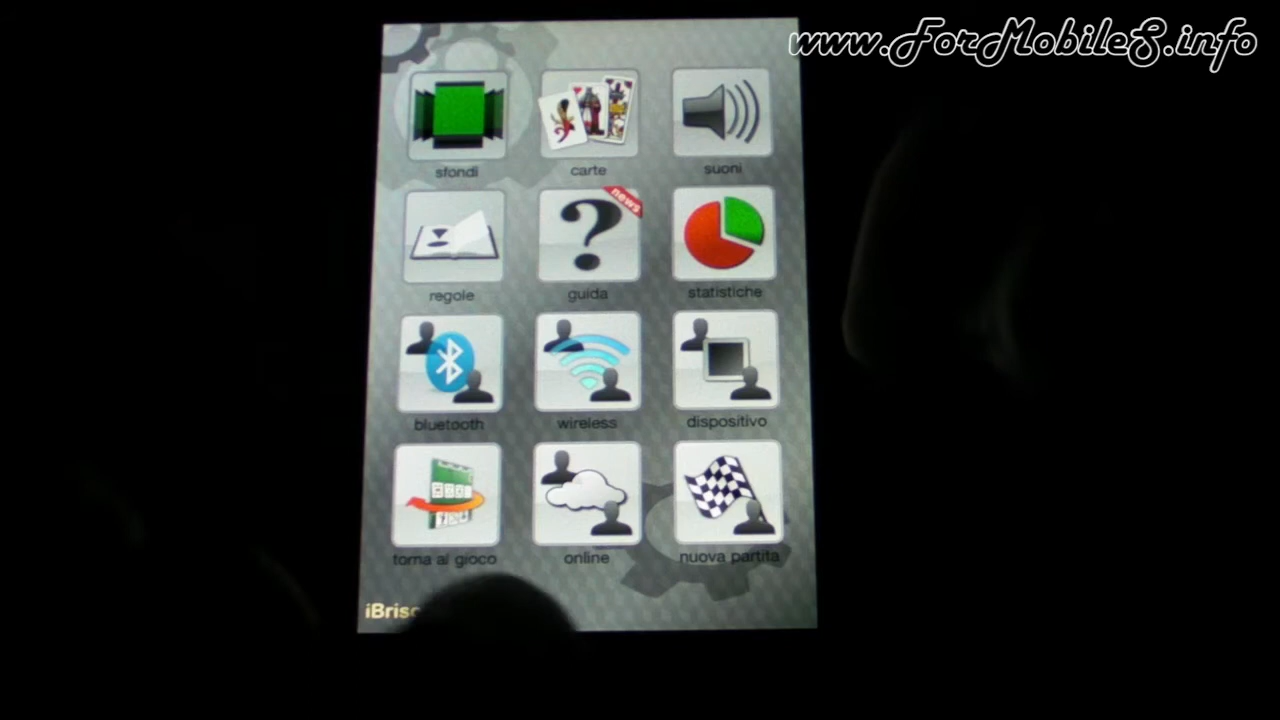 www.ForMobileS.info
sfondi carte suoni
news
regole guida statistiche
bluetooth wireless dispositivo
torna al gioco online nuova partita